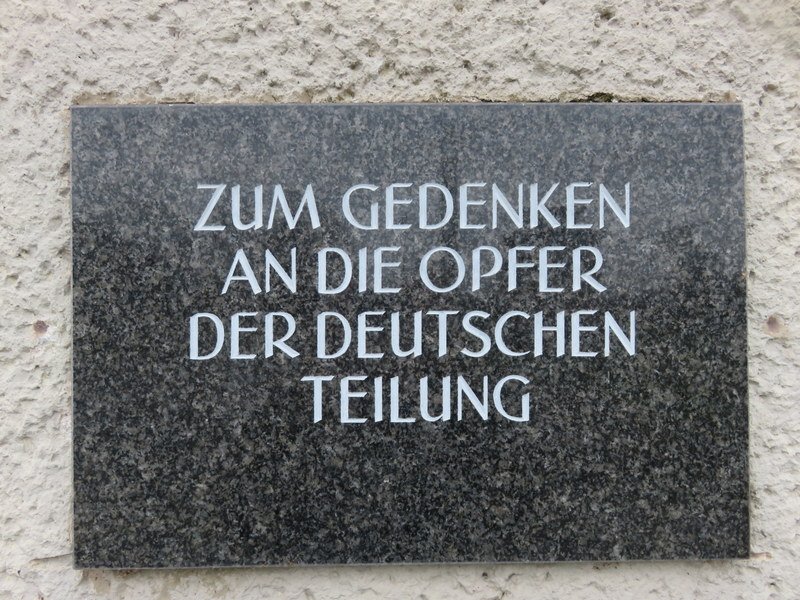 ZUM GEDENKEN
AN DIE OPFER
DER DEUTSCHEN
TEILUNG